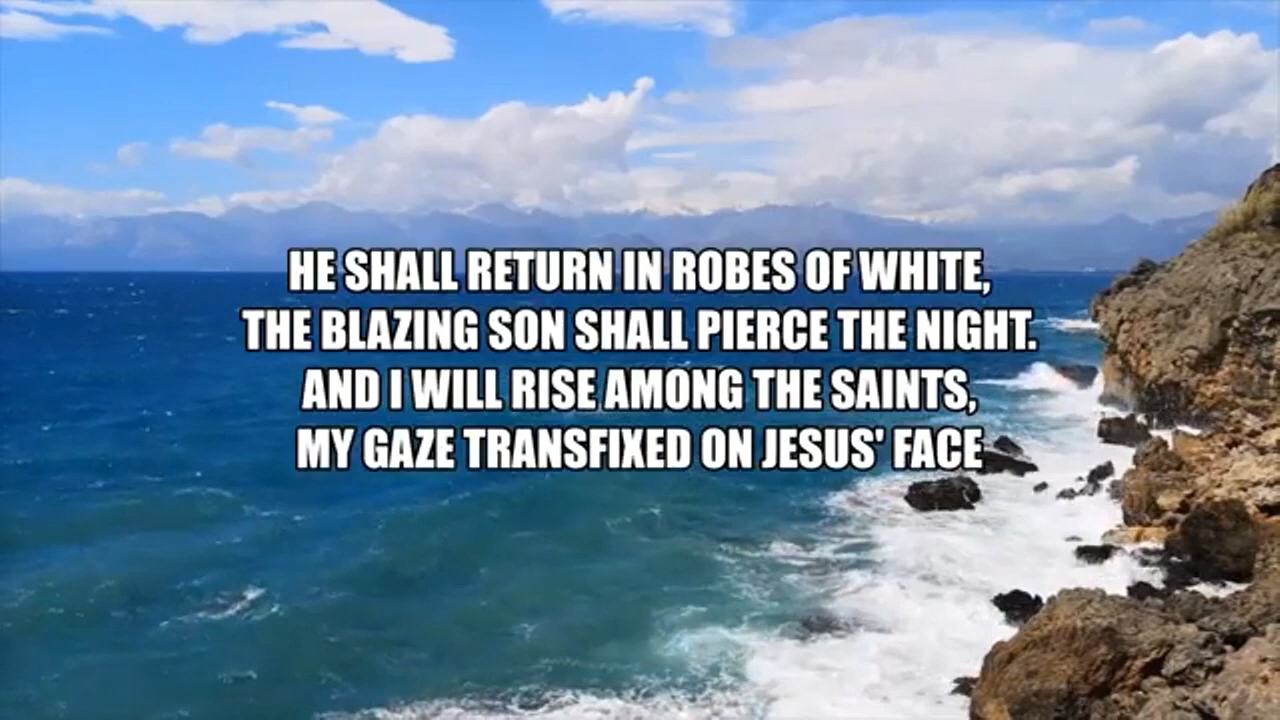 HE SHALL RETURN IN ROBES OF WHITE,
THE BLAZING SON SHALL PIERCE THE NIGHT.
AND I WILL RISE AMONG THE SAINTS,
MY GAZE TRANSFIXED ON JESUS' FACE